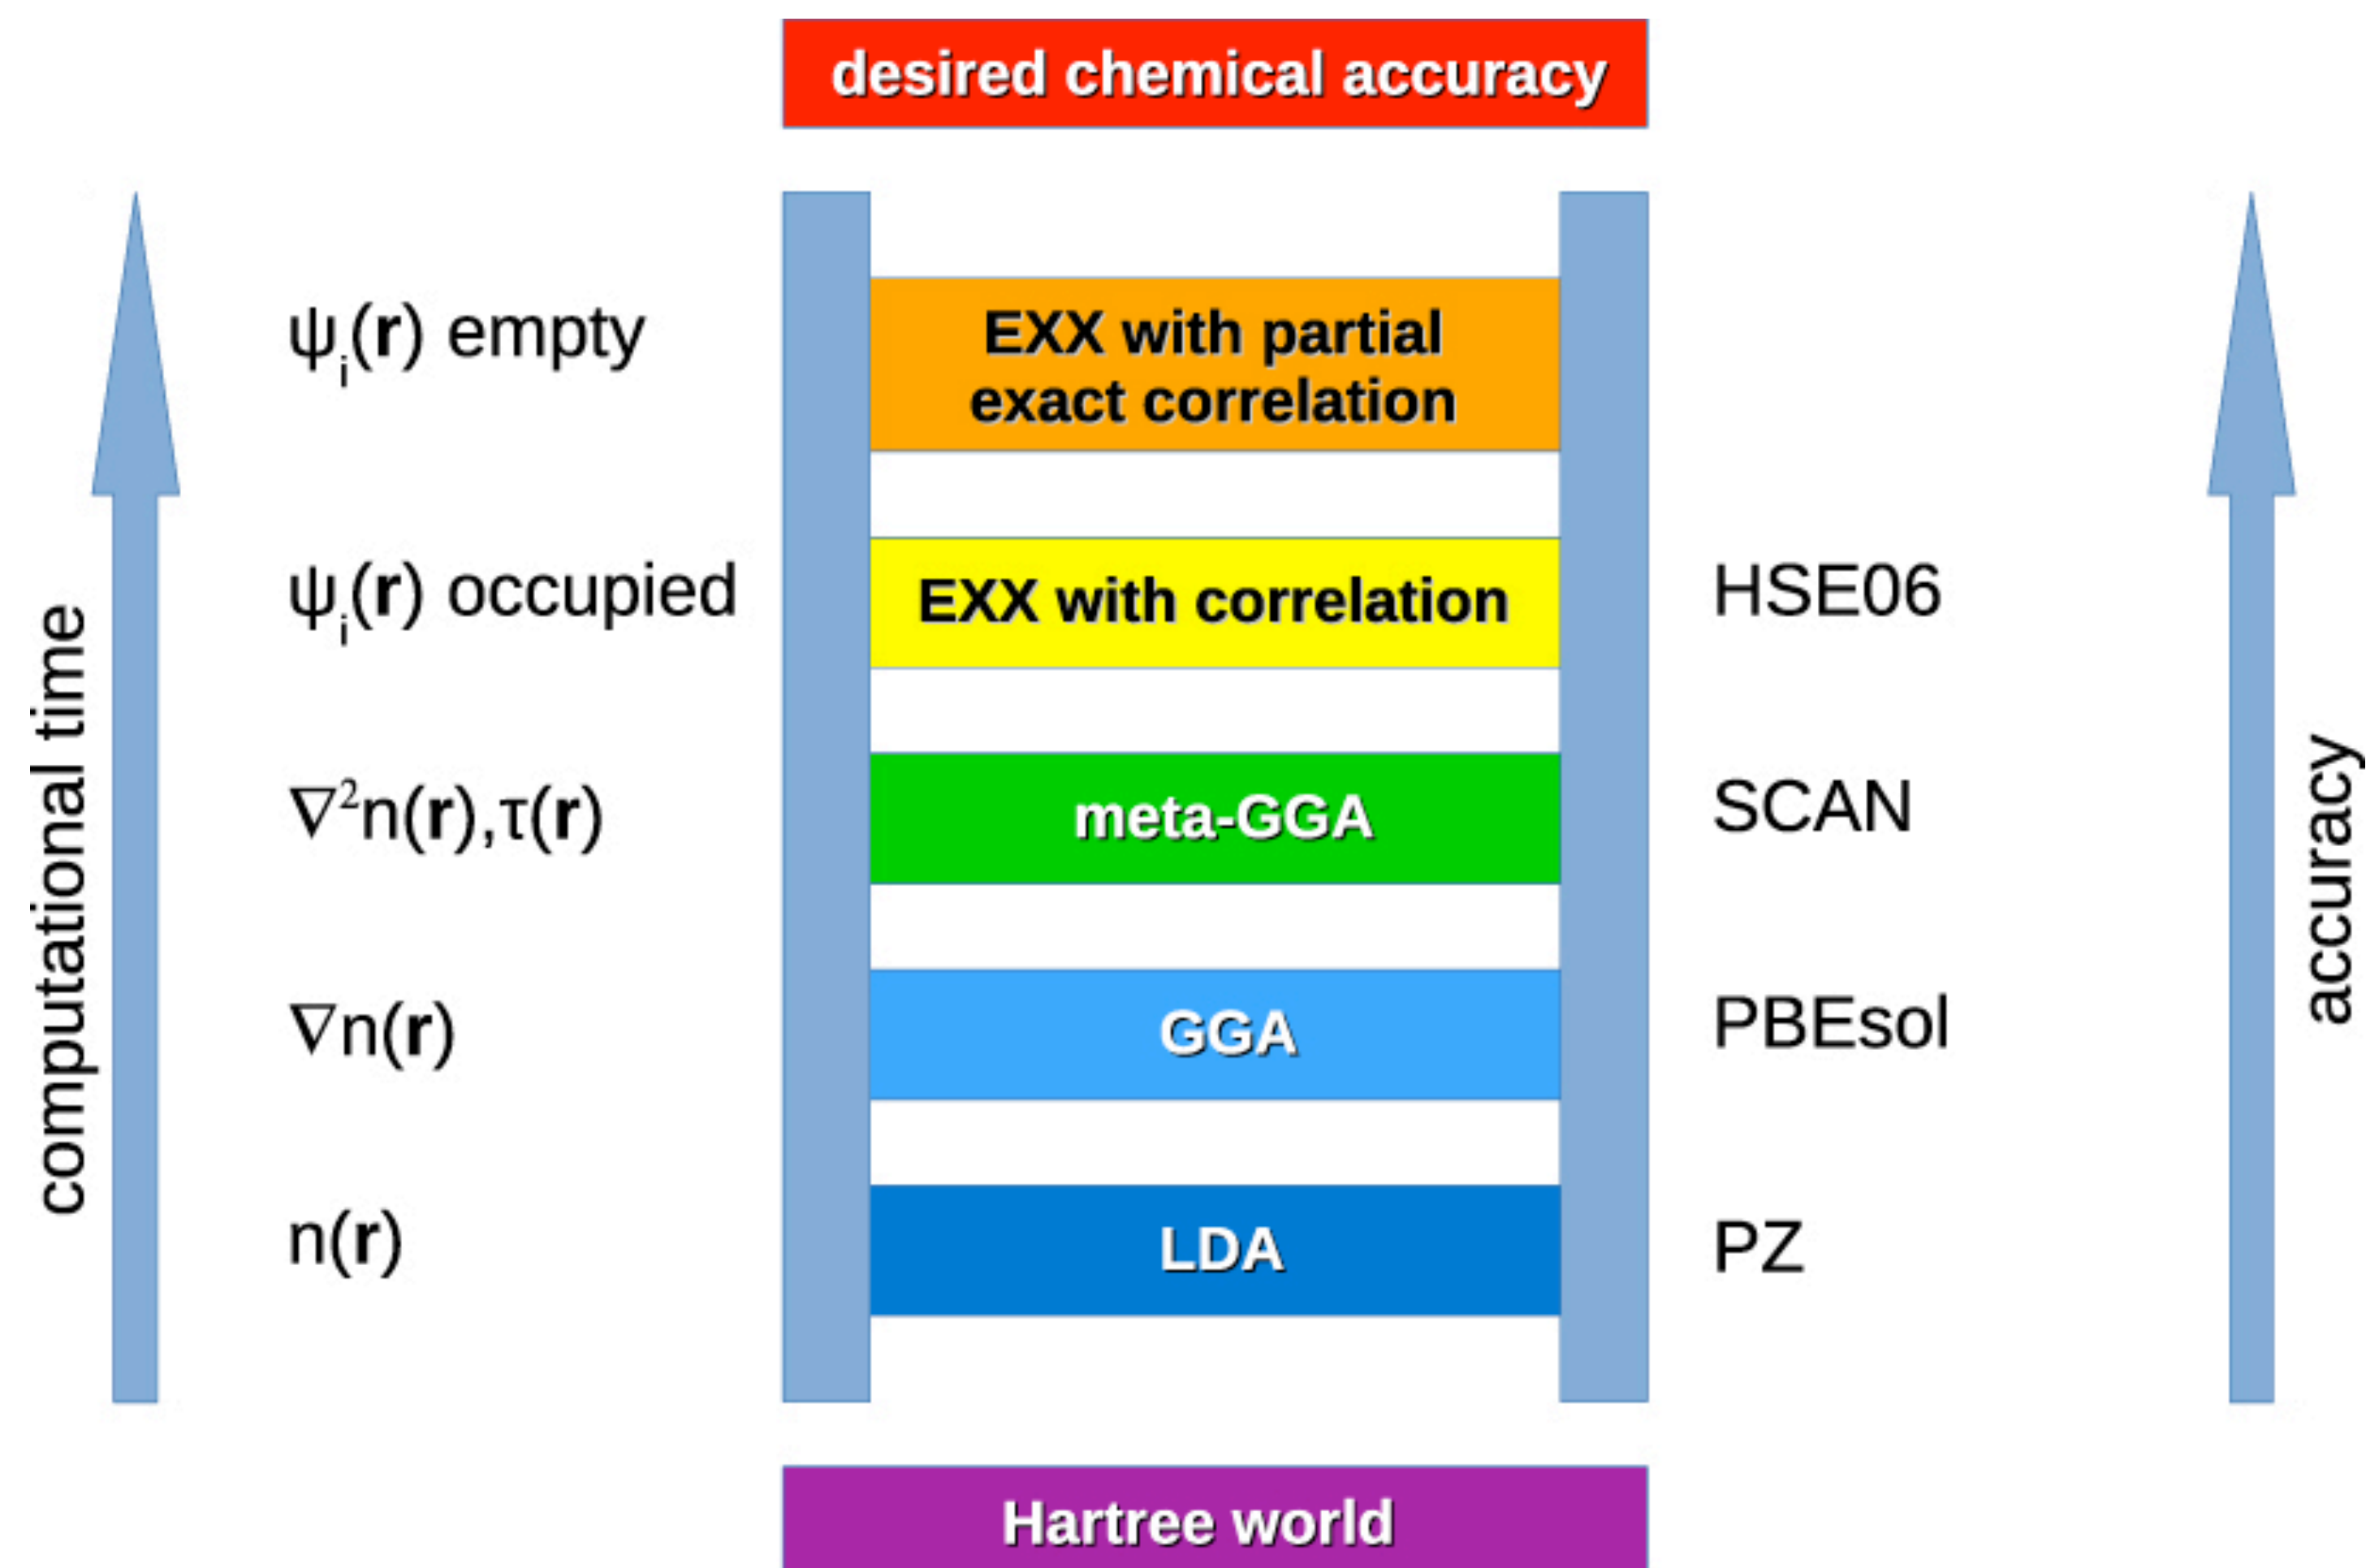 desired chemical accuracy
ψᵢ(r) empty
EXX with partial
exact correlation
ψᵢ(r) occupied
EXX with correlation
HSE06
∇²n(r),τ(r)
meta-GGA
SCAN
∇n(r)
GGA
PBEsol
n(r)
LDA
PZ
computational time
accuracy
Hartree world